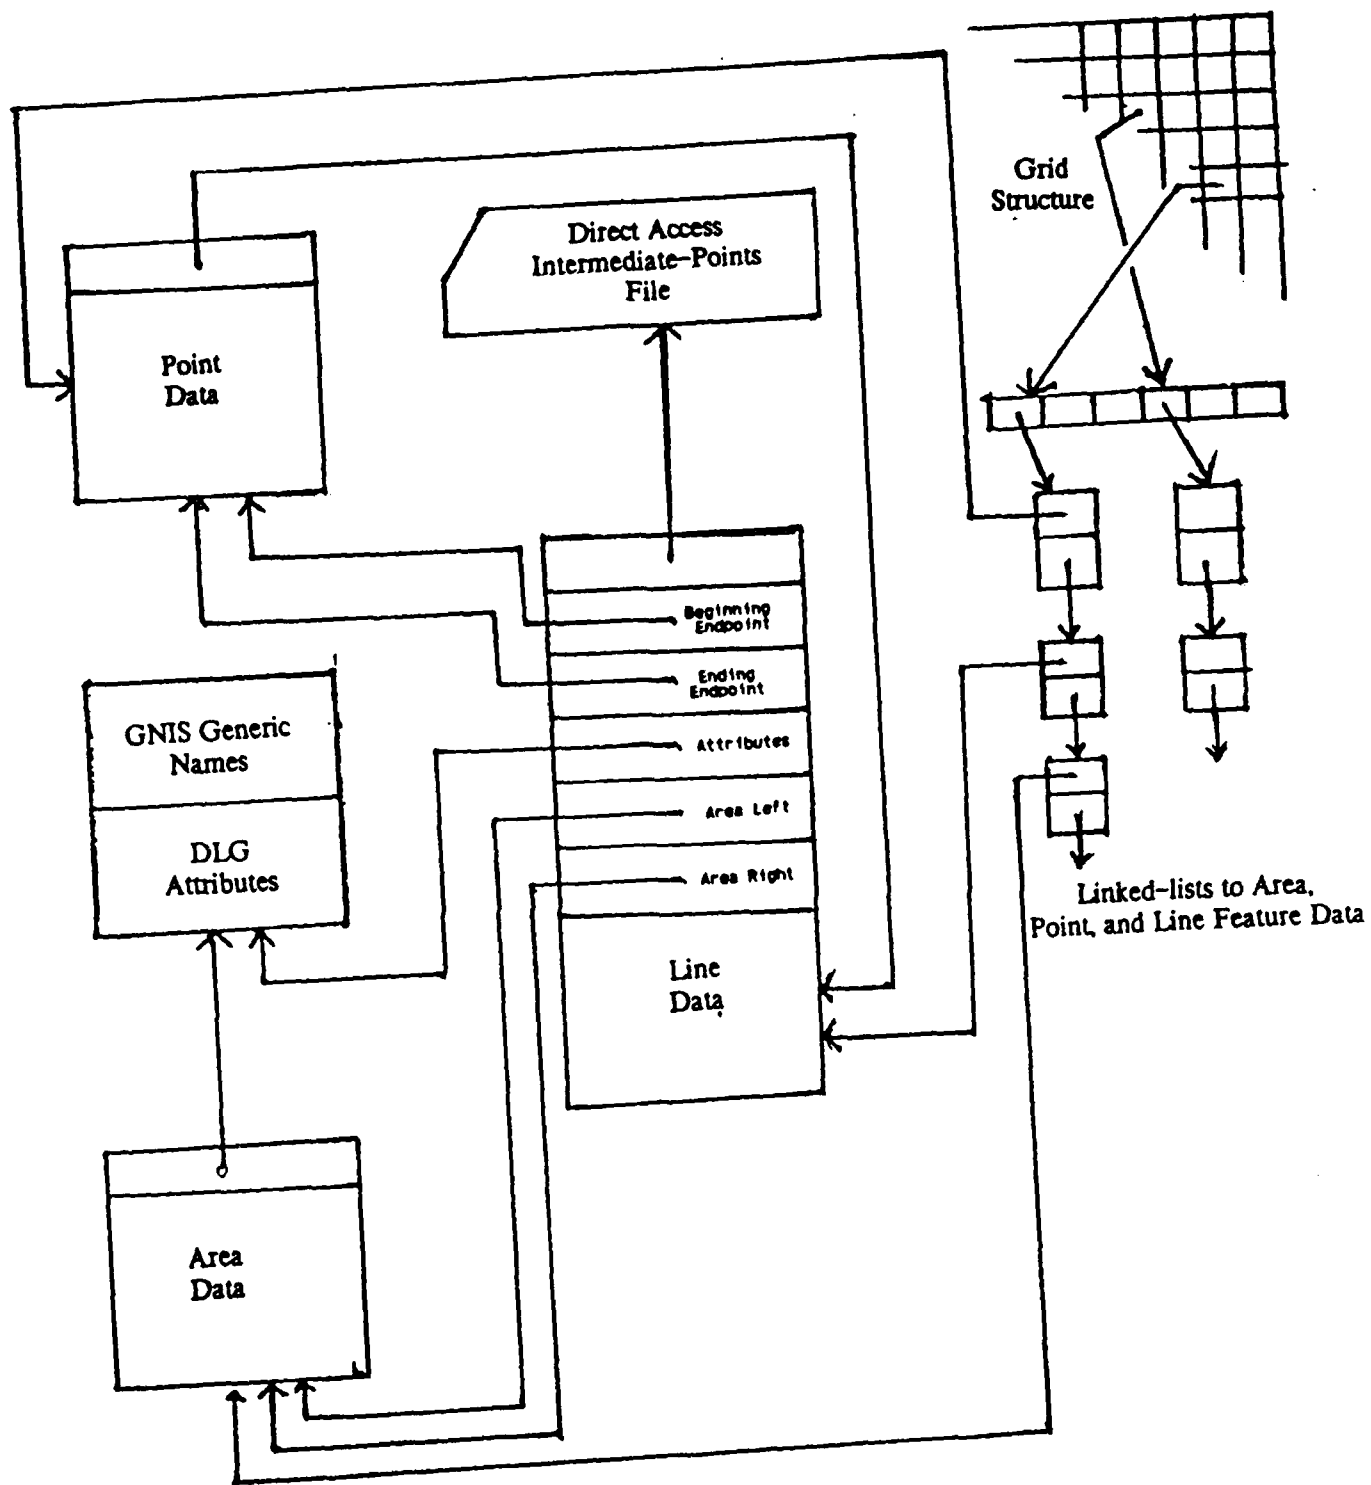 Grid
Structure
Direct Access
Intermediate-Points
File
Point
Data
Beginning
Endpoint
Ending
Endpoint
Attributes
Area Left
Area Right
Line
Data
GNIS Generic
Names
DLG
Attributes
Linked-lists to Area,
Point, and Line Feature Data
Area
Data